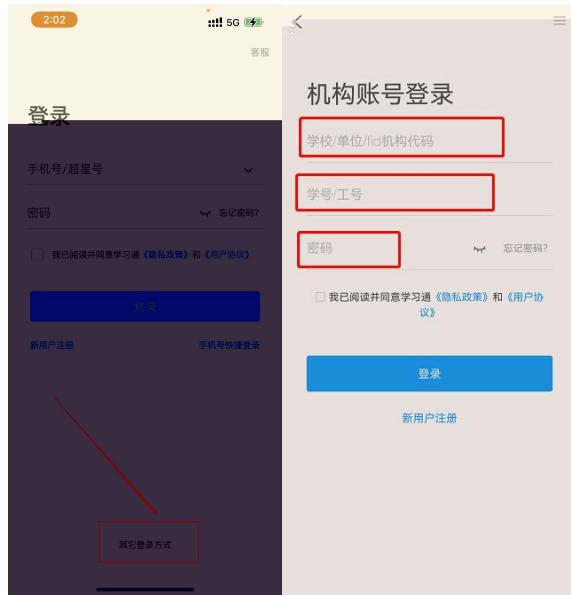 2:02
5G
客服
登录
手机号/超星号
密码
忘记密码?
我已阅读并同意学习通《隐私政策》和《用户协议》
登录
新用户注册
手机号快捷登录
其它登录方式
机构账号登录
学校/单位/fid机构代码
学号/工号
密码
忘记密码?
我已阅读并同意学习通《隐私政策》和《用户协
议》
登录
新用户注册